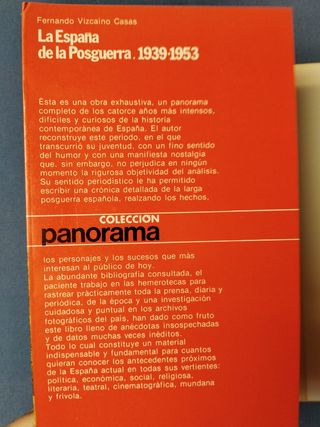 Fernando Vizcaíno Casas
La España
de la Posguerra. 1939-1953
Ésta es una obra exhaustiva, un panorama
completo de los catorce años más intensos,
difíciles y curiosos de la historia
contemporánea de España. El autor
reconstruye este período, en el que
transcurrió su juventud, con un fino sentido
del humor y con una manifiesta nostalgia
que, sin embargo, no perjudica en ningún
momento la rigurosa objetividad del análisis.
Su sentido periodístico le ha permitido
escribir una crónica detallada de la larga
posguerra española, realzando los hechos,
COLECCION
panorama
los personajes y los sucesos que más
interesan al público de hoy.
La abundante bibliografía consultada, el
paciente trabajo en las hemerotecas para
rastrear prácticamente toda la prensa, diaria y
periódica, de la época y una investigación
cuidadosa y puntual en los archivos
fotográficos del país, han dado como fruto
este libro lleno de anécdotas insospechadas
y de datos muchas veces inéditos.
Todo lo cual constituye un material
indispensable y fundamental para cuantos
quieran conocer los antecedentes próximos
de la España actual en todas sus vertientes:
política, económica, social, religiosa,
literaria, teatral, cinematográfica, mundana
y frívola.